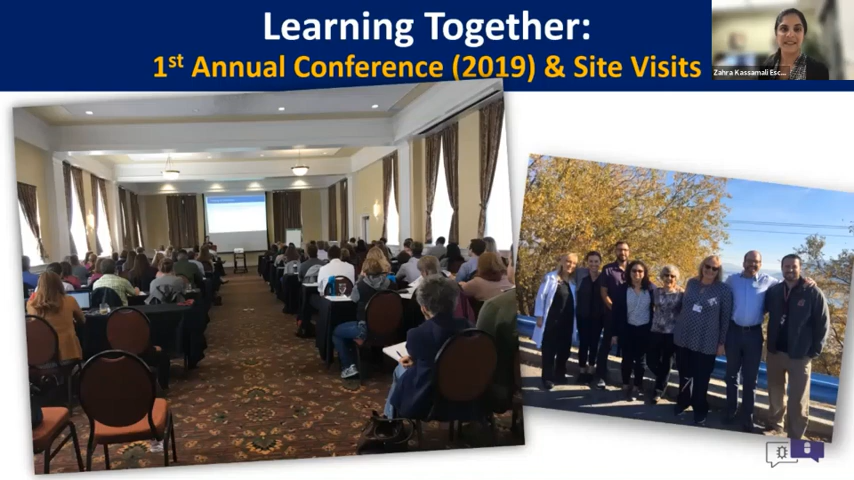 Learning Together:
1st Annual Conference (2019) & Site Visits
Zahra Kassamali Esc...